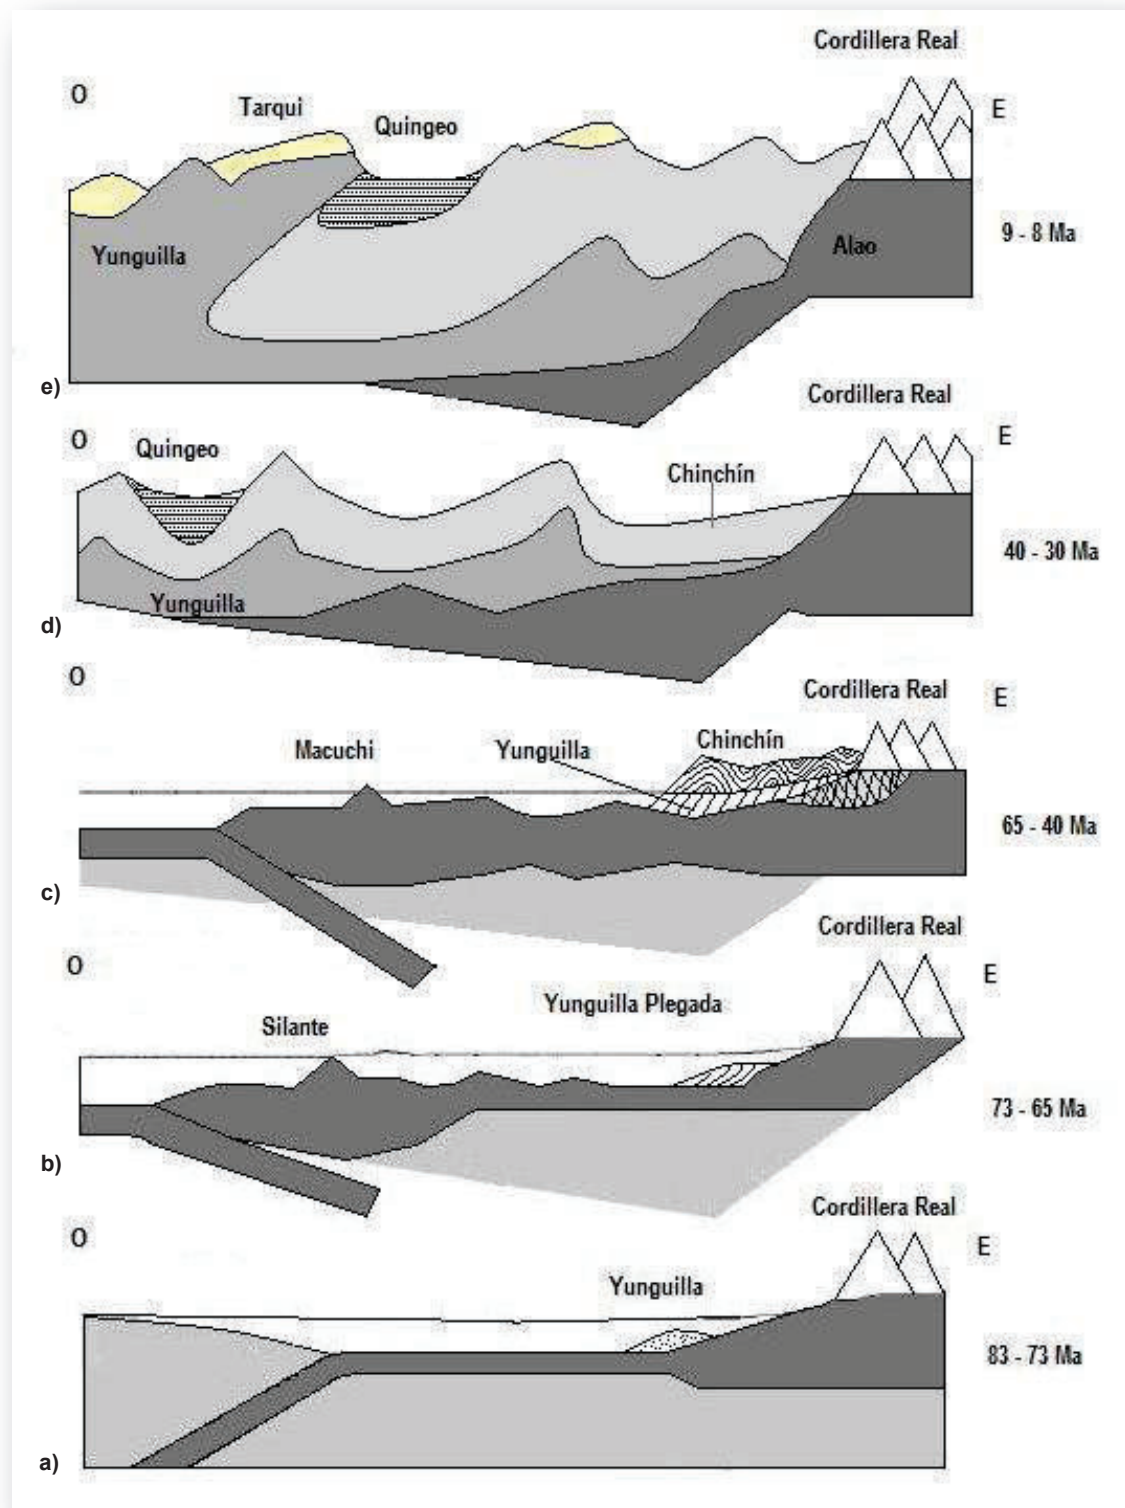 Cordillera Real
O
E
Tarqui
Quingeo
Yunguilla
Alao
9 - 8 Ma
e)
Cordillera Real
O
E
Quingeo
Chinchín
40 - 30 Ma
Yunguilla
d)
O
Cordillera Real
E
Macuchi
Yunguilla
Chinchín
65 - 40 Ma
c)
Cordillera Real
O
E
Yunguilla Plegada
Silante
73 - 65 Ma
b)
Cordillera Real
O
E
Yunguilla
83 - 73 Ma
a)